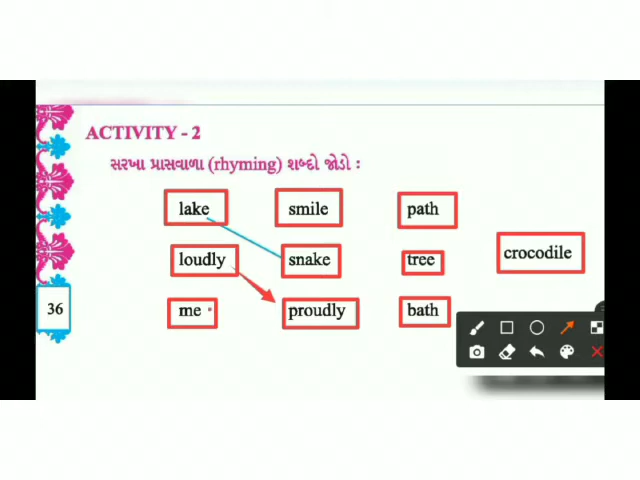 ACTIVITY - 2
સરખા પ્રાસવાળા (rhyming) શબ્દો જોડો :
lake smile path
crocodile
loudly snake tree
36
me proudly bath